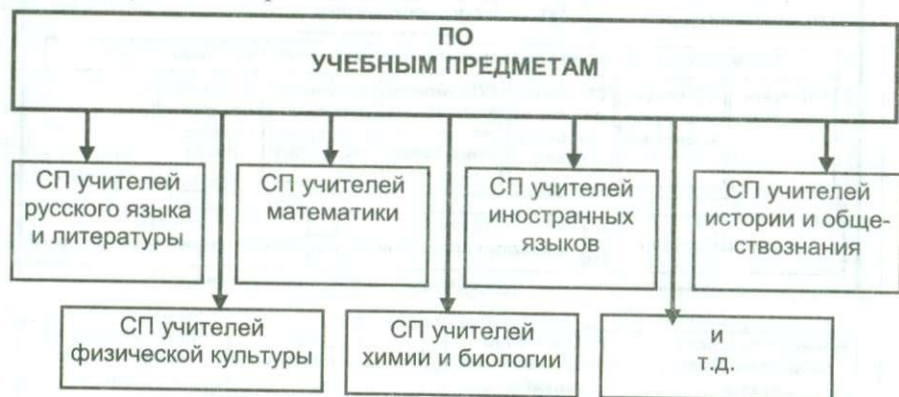 ПО
УЧЕБНЫМ ПРЕДМЕТАМ
СП учителей
русского языка
и литературы
СП учителей
математики
СП учителей
иностранных
языков
СП учителей
истории и обще-
ствознания
СП учителей
физической культуры
СП учителей
химии и биологии
и
т.д.